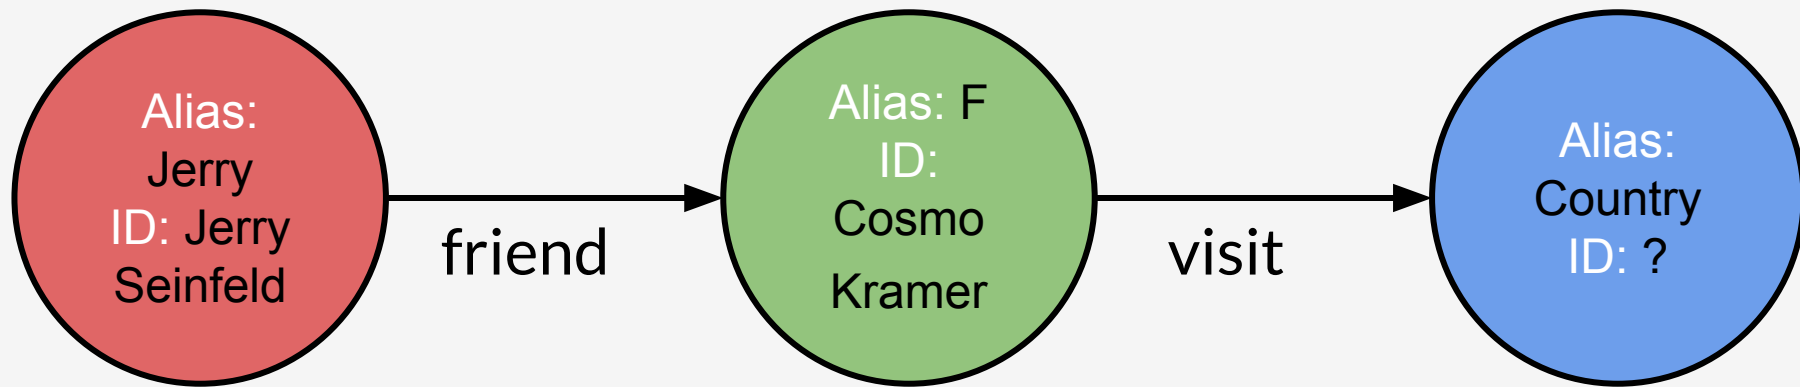 Alias:
Jerry
ID: Jerry
Seinfeld
friend
Alias: F
ID:
Cosmo
Kramer
visit
Alias:
Country
ID: ?